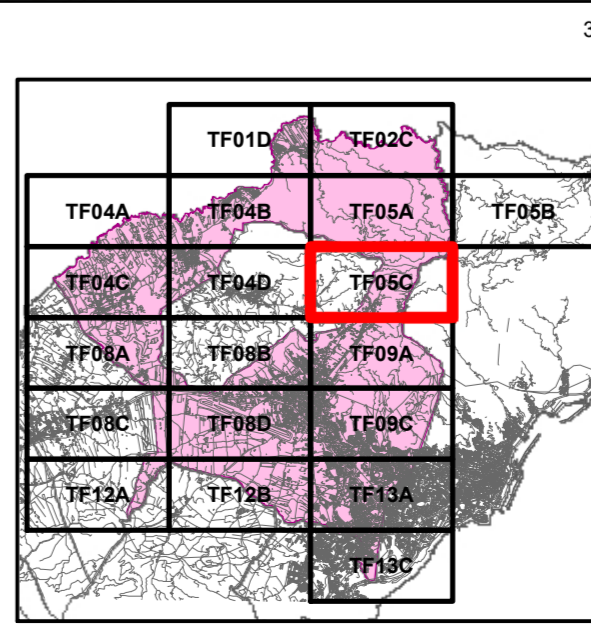 3
TF01D TF02C
TF04A TF04B TF05A TF05B
TF04C TF04D TF05C
TF08A TF08B TF09A
TF08C TF08D TF09C
TF12A TF12B TF13A
TF13C